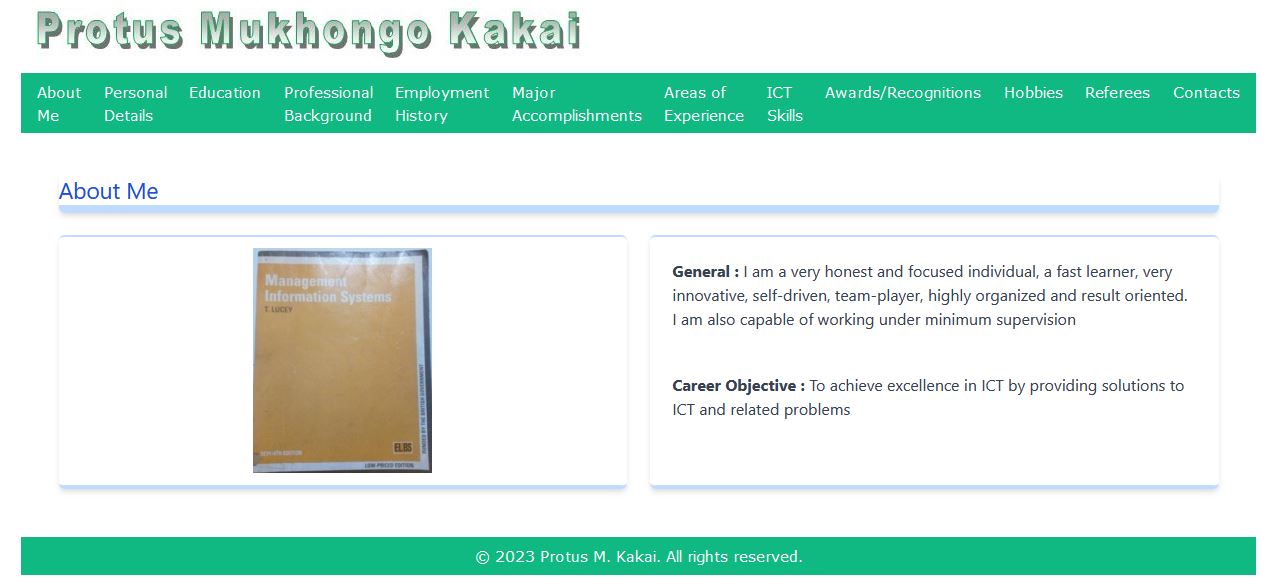 Protus Mukhongo Kakai
About Me
Personal Details
Education
Professional Background
Employment History
Major Accomplishments
Areas of Experience
ICT Skills
Awards/Recognitions
Hobbies
Referees
Contacts
About Me
Management
Information Systems
T. LUCEY
FUNDED BY THE BRITISH GOVERNMENT
ELBS
LOW-PRICED EDITION
General : I am a very honest and focused individual, a fast learner, very
innovative, self-driven, team-player, highly organized and result oriented.
I am also capable of working under minimum supervision
Career Objective : To achieve excellence in ICT by providing solutions to
ICT and related problems
© 2023 Protus M. Kakai. All rights reserved.